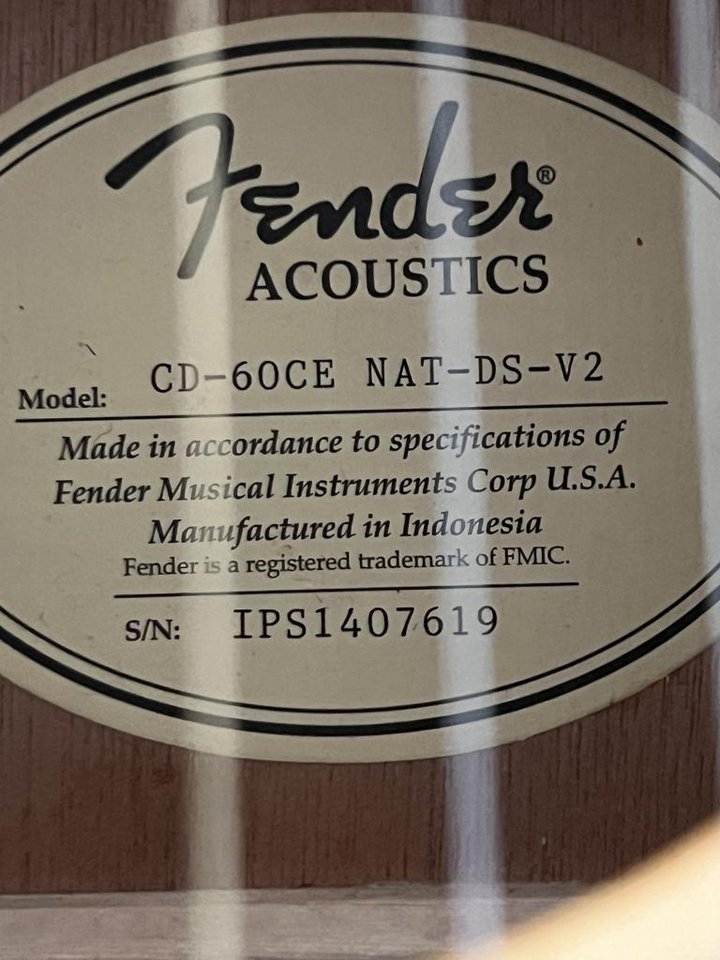 Fender®
ACOUSTICS
Model: CD-60CE NAT-DS-V2
Made in accordance to specifications of
Fender Musical Instruments Corp U.S.A.
Manufactured in Indonesia
Fender is a registered trademark of FMIC.
S/N: IPS1407619